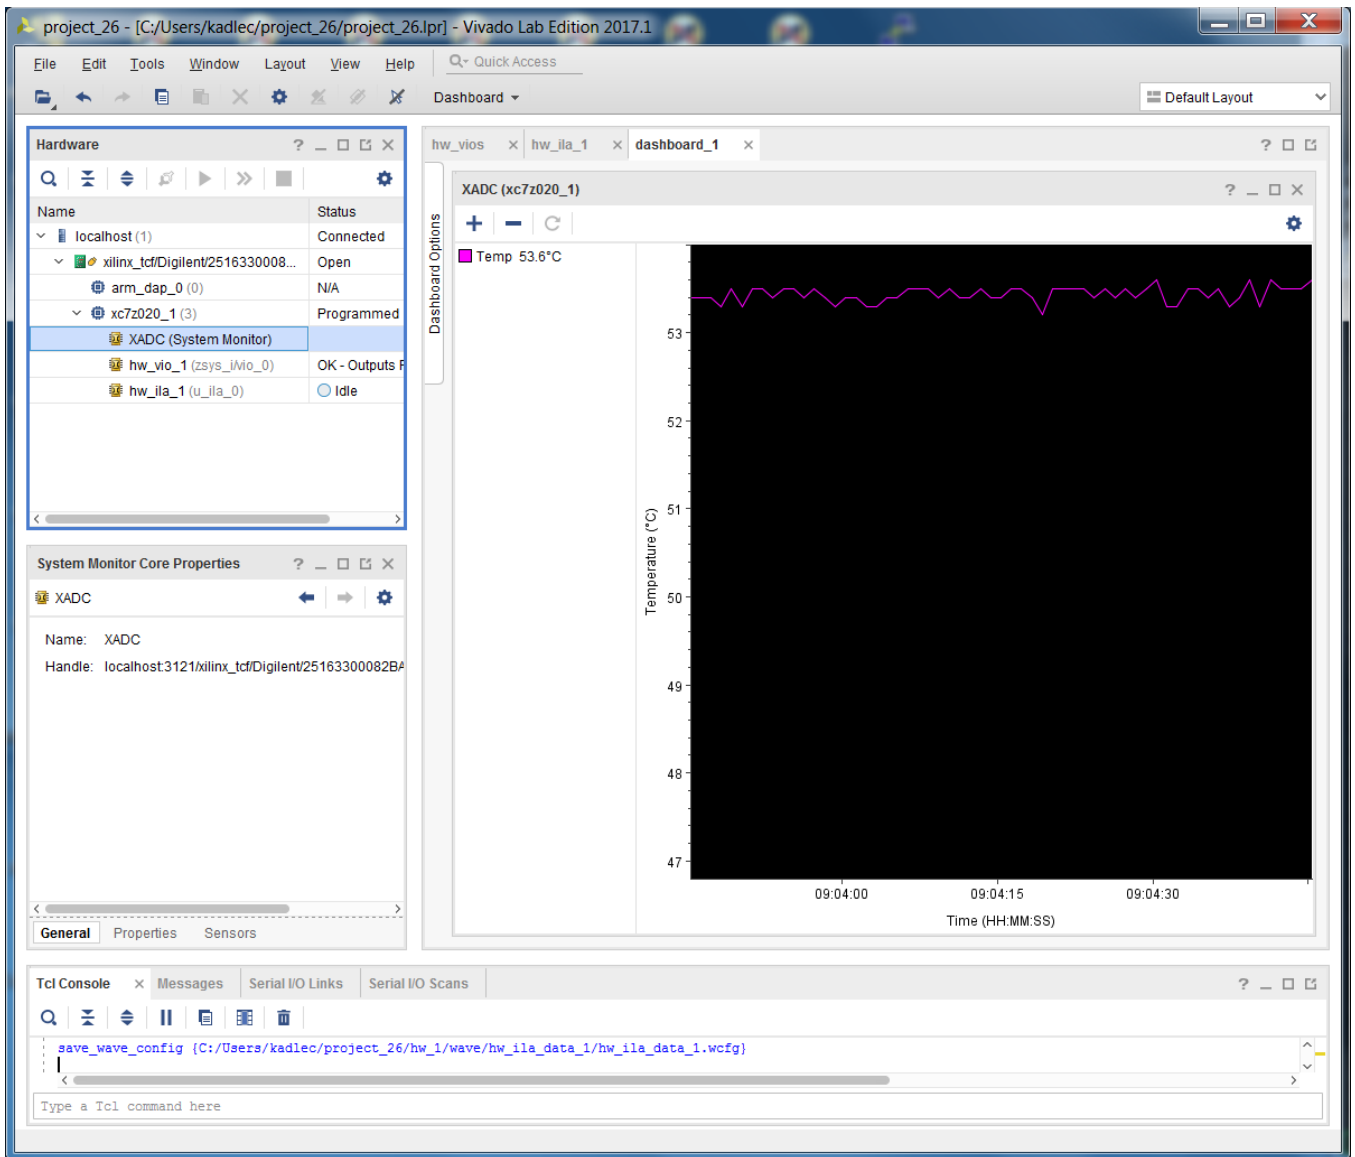 project_26 - [C:/Users/kadlec/project_26/project_26.lpr] - Vivado Lab Edition 2017.1
File Edit Tools Window Layout View Help Quick Access
Dashboard Default Layout
Hardware
Name Status
localhost (1) Connected
xilinx_tcf/Digilent/2516330008... Open
arm_dap_0 (0) N/A
xc7z020_1 (3) Programmed
XADC (System Monitor)
hw_vio_1 (zsys_i/vio_0) OK - Outputs
hw_ila_1 (u_ila_0) Idle
System Monitor Core Properties
XADC
Name: XADC
Handle: localhost:3121/xilinx_tcf/Digilent/25163300082BA
General Properties Sensors
hw_vios hw_ila_1 dashboard_1
Dashboard Options
XADC (xc7z020_1)
Temp 53.6°C
53
52
51
50
49
48
47
Temperature (°C)
09:04:00 09:04:15 09:04:30
Time (HH:MM:SS)
Tcl Console Messages Serial I/O Links Serial I/O Scans
save_wave_config {C:/Users/kadlec/project_26/hw_1/wave/hw_ila_data_1/hw_ila_data_1.wcfg}
Type a Tcl command here